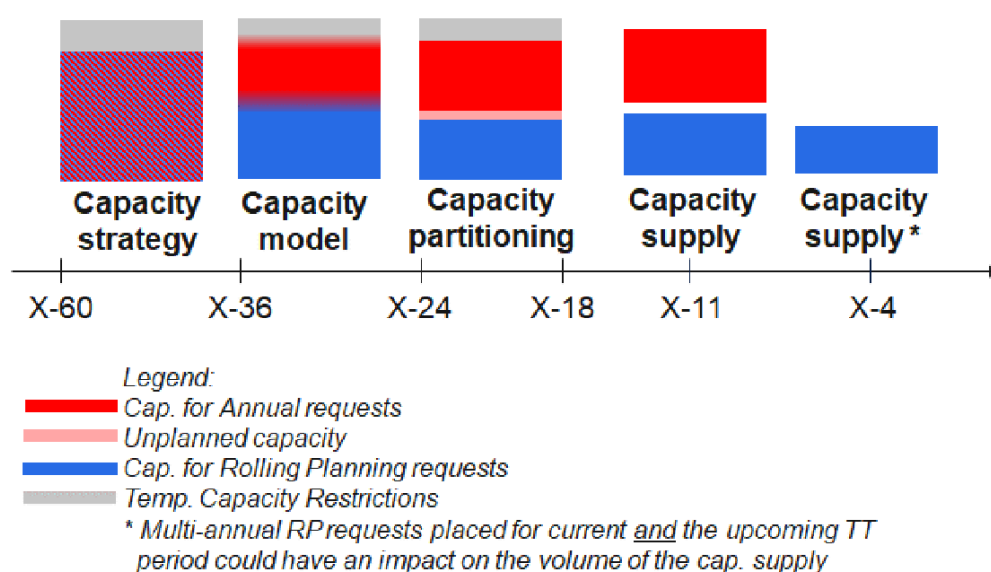 Capacity strategy
Capacity model
Capacity partitioning
Capacity supply
Capacity supply *
X-60 X-36 X-24 X-18 X-11 X-4
Legend:
Cap. for Annual requests
Unplanned capacity
Cap. for Rolling Planning requests
Temp. Capacity Restrictions
* Multi-annual RP requests placed for current and the upcoming TT
period could have an impact on the volume of the cap. supply